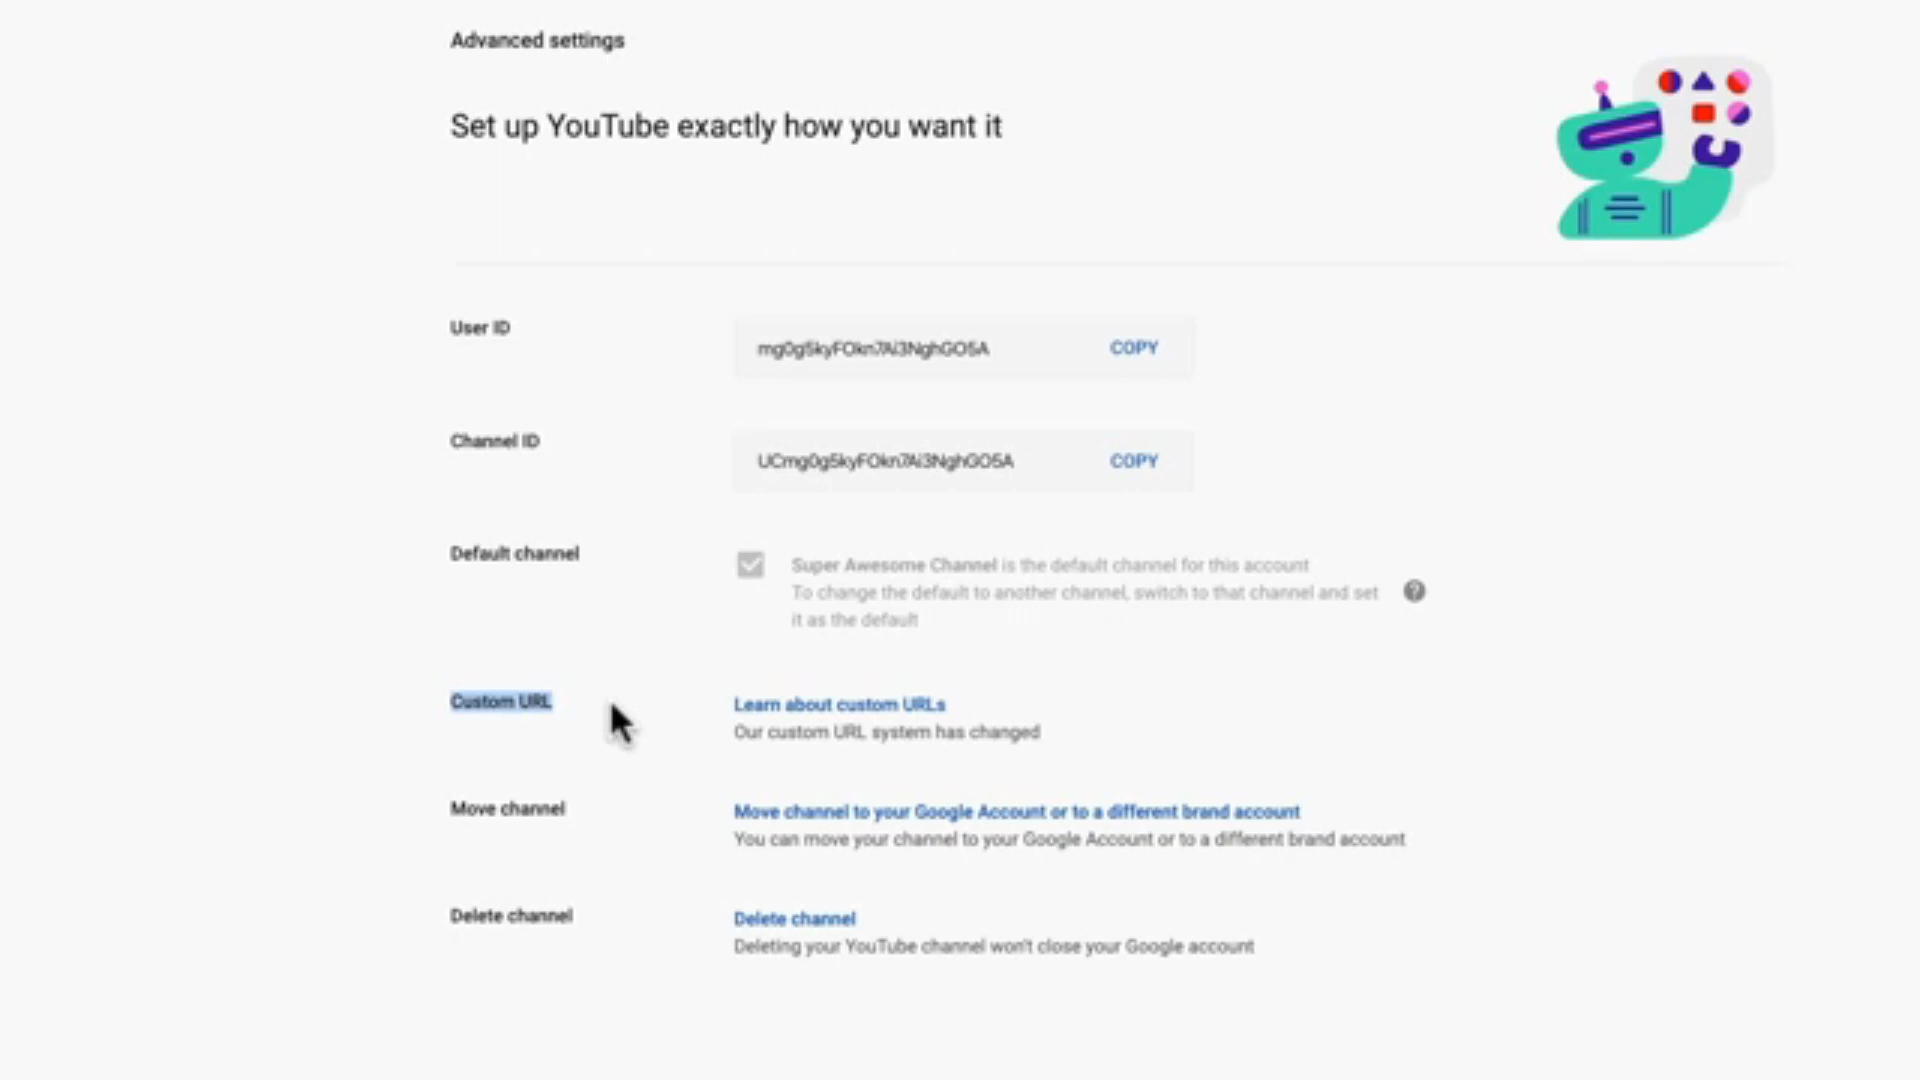 Advanced settings
Set up YouTube exactly how you want it
User ID
mg0g5kyFOkn7Ai3NghGO5A
COPY
Channel ID
UCmg0g5kyFOkn7Ai3NghGO5A
COPY
Default channel
Super Awesome Channel is the default channel for this account
To change the default to another channel, switch to that channel and set
it as the default
?
Custom URL
Learn about custom URLs
Our custom URL system has changed
Move channel
Move channel to your Google Account or to a different brand account
You can move your channel to your Google Account or to a different brand account
Delete channel
Delete channel
Deleting your YouTube channel won't close your Google account